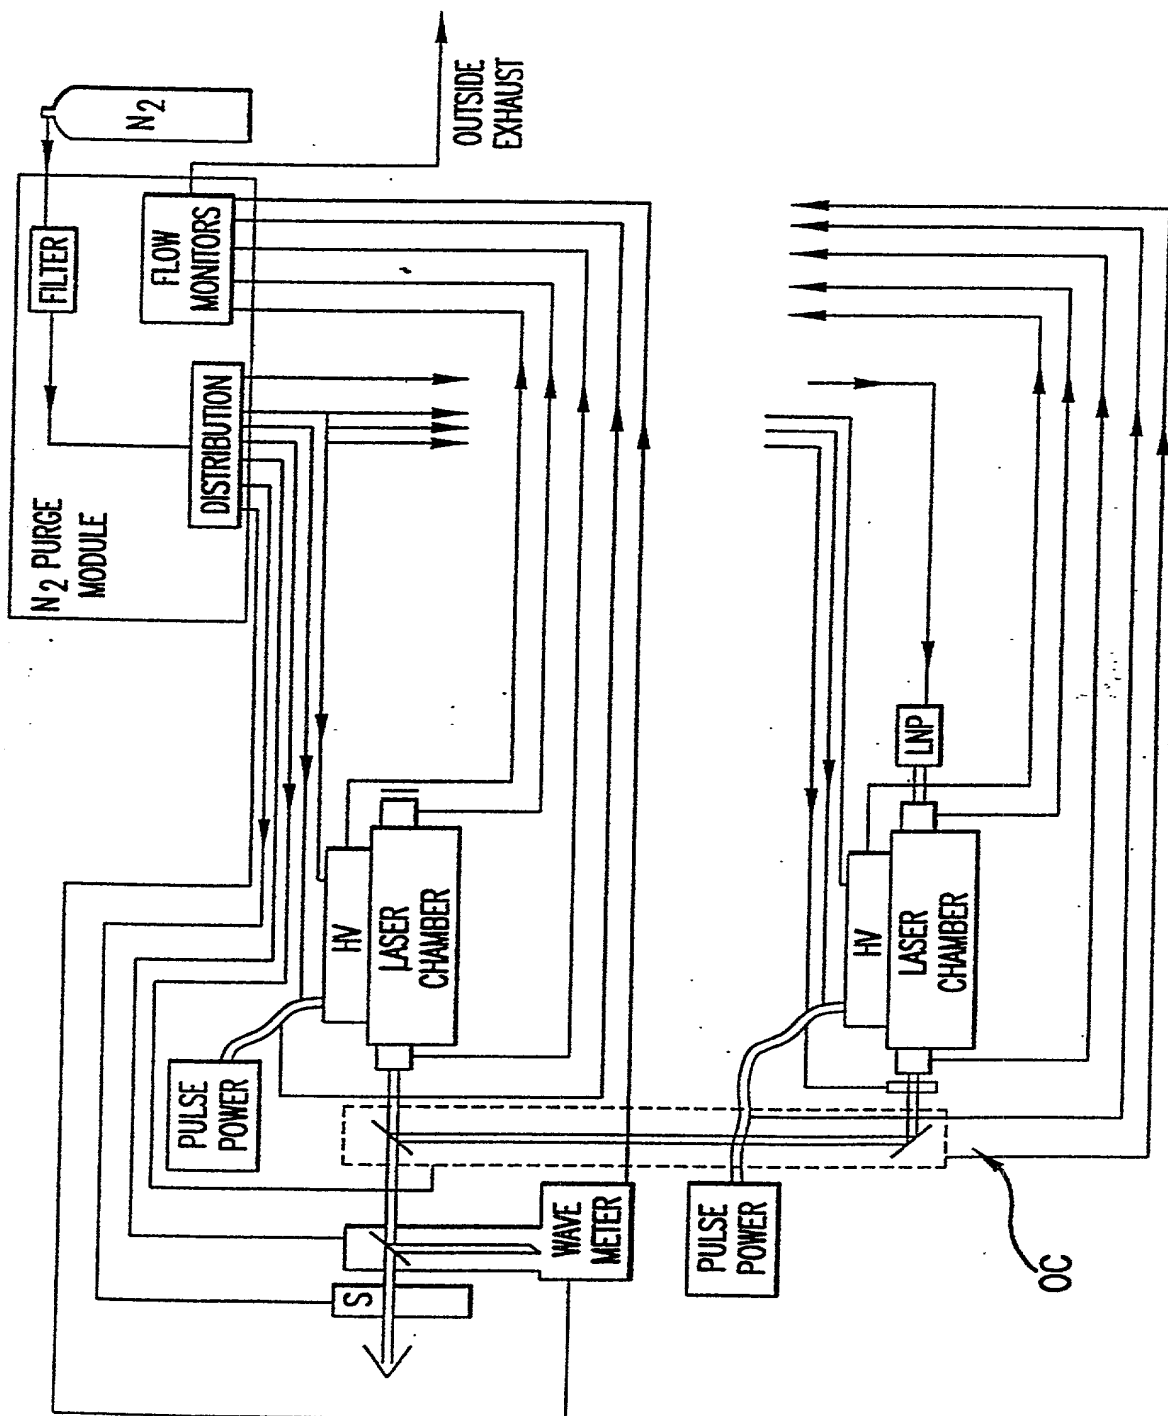 N2
OUTSIDE
EXHAUST
FILTER
FLOW
MONITORS
DISTRIBUTION
N2 PURGE
MODULE
HV
LASER
CHAMBER
PULSE
POWER
S
WAVE
METER
LNP
HV
LASER
CHAMBER
PULSE
POWER
OC